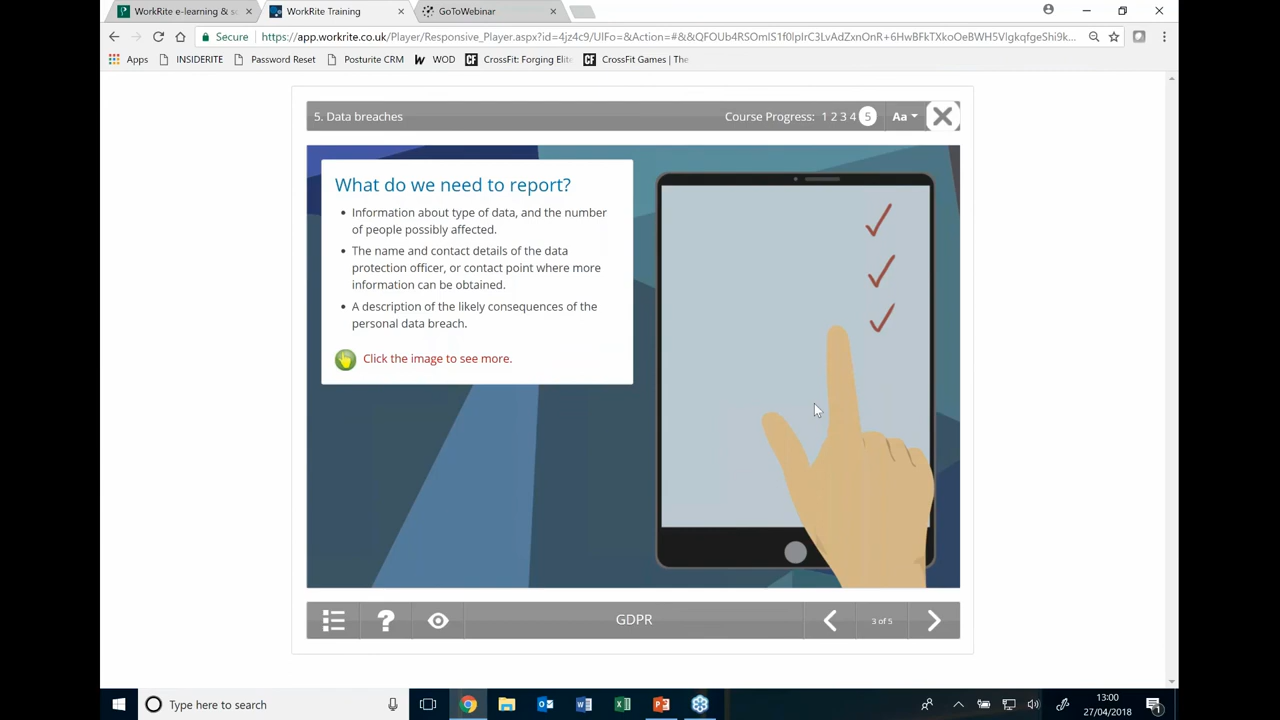 WorkRite e-learning & s
WorkRite Training
GoToWebinar
Secure
https://app.workrite.co.uk/Player/Responsive_Player.aspx?id=4jz4c9/UIFo=&Action=#&&QFOUb4RSOmIS1f0lpIrC3LvAdZxnOnR+6HwBFkTXkoOeBWH5VIgkqfgeShi9k...
Apps
INSIDERITE
Password Reset
Posturite CRM
WOD
CrossFit: Forging Elit
CrossFit Games | The
5. Data breaches
Course Progress: 1 2 3 4 5
Aa
What do we need to report?
• Information about type of data, and the number
of people possibly affected.
• The name and contact details of the data
protection officer, or contact point where more
information can be obtained.
• A description of the likely consequences of the
personal data breach.
Click the image to see more.
GDPR
3 of 5
Type here to search
13:00
27/04/2018